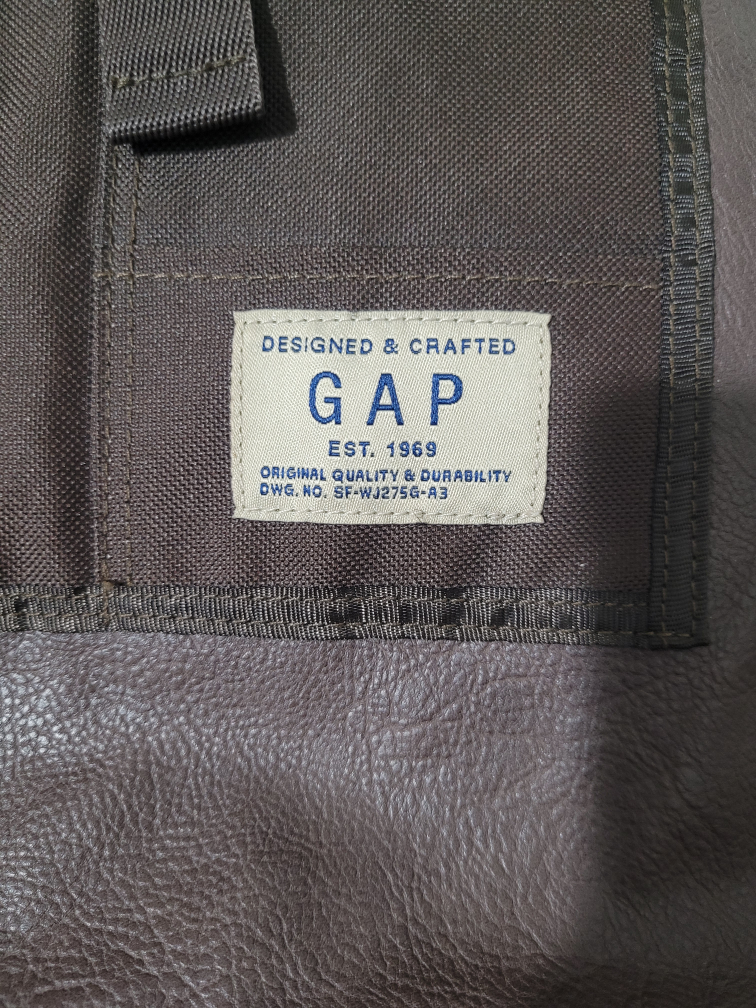 DESIGNED & CRAFTED
GAP
EST. 1969
ORIGINAL QUALITY & DURABILITY
DWG. NO. SF-WJ275G-A3